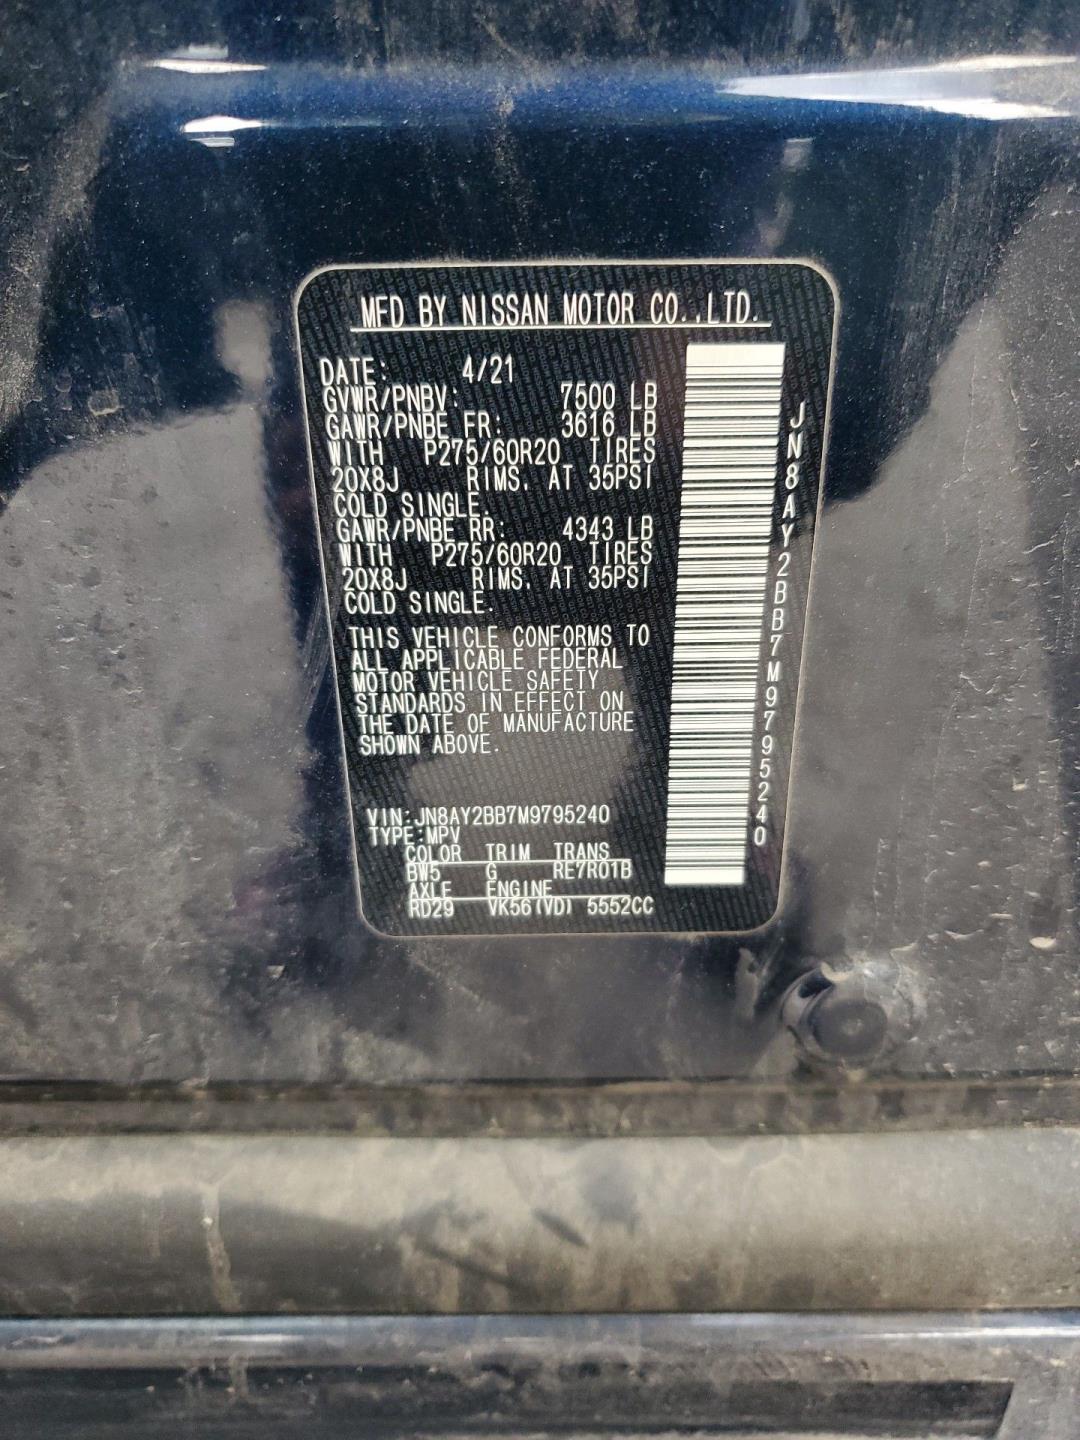 MFD BY NISSAN MOTOR CO.,LTD.
DATE: 4/21
GVWR/PNBV: 7500 LB
GAWR/PNBE FR: 3616 LB
WITH P275/60R20 TIRES
20X8J RIMS, AT 35PSI
COLD SINGLE.
GAWR/PNBE RR: 4343 LB
WITH P275/60R20 TIRES
20X8J RIMS, AT 35PSI
COLD SINGLE.
THIS VEHICLE CONFORMS TO
ALL APPLICABLE FEDERAL
MOTOR VEHICLE SAFETY
STANDARDS IN EFFECT ON
THE DATE OF MANUFACTURE
SHOWN ABOVE.
VIN:JN8AY2BB7M9795240
TYPE:MPV
COLOR TRIM TRANS
BW5 G RE7R01B
AXLE ENGINE
RD29 VK56(VD) 5552CC
JN8AY2BB7M9795240